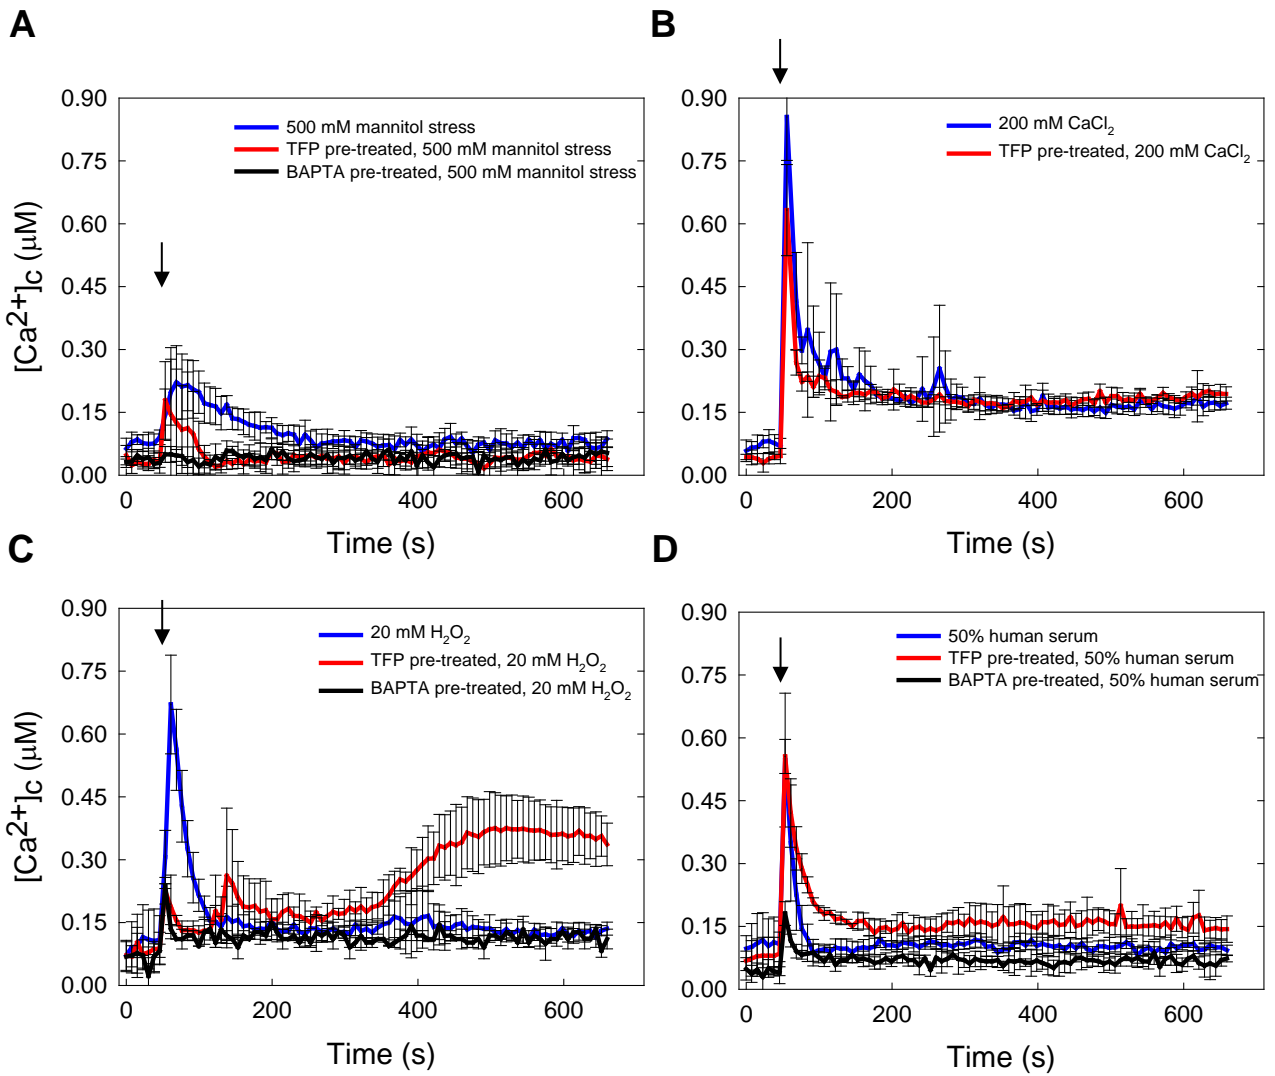 A
0.90
0.75
0.60
0.45
0.30
0.15
0.00
[Ca2+]c (μM)
500 mM mannitol stress
TFP pre-treated, 500 mM mannitol stress
BAPTA pre-treated, 500 mM mannitol stress
0 200 400 600
Time (s)
B
0.90
0.75
0.60
0.45
0.30
0.15
0.00
200 mM CaCl2
TFP pre-treated, 200 mM CaCl2
0 200 400 600
Time (s)
C
0.90
0.75
0.60
0.45
0.30
0.15
0.00
[Ca2+]c (μM)
20 mM H2O2
TFP pre-treated, 20 mM H2O2
BAPTA pre-treated, 20 mM H2O2
0 200 400 600
Time (s)
D
0.90
0.75
0.60
0.45
0.30
0.15
0.00
50% human serum
TFP pre-treated, 50% human serum
BAPTA pre-treated, 50% human serum
0 200 400 600
Time (s)